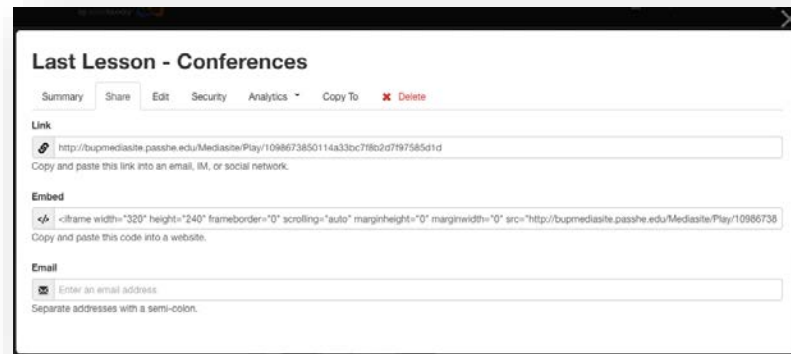 Last Lesson - Conferences
Summary Share Edit Security Analytics Copy To Delete
Link
http://bupmediasite.passhe.edu/Mediasite/Play/1098673850114a33bc7f8b2d7f97585d1d
Copy and paste this link into an email, IM, or social network.
Embed
<iframe width="320" height="240" frameborder="0" scrolling="auto" marginheight="0" marginwidth="0" src="http://bupmediasite.passhe.edu/Mediasite/Play/10986738
Copy and paste this code into a website.
Email
Enter an email address
Separate addresses with a semi-colon.